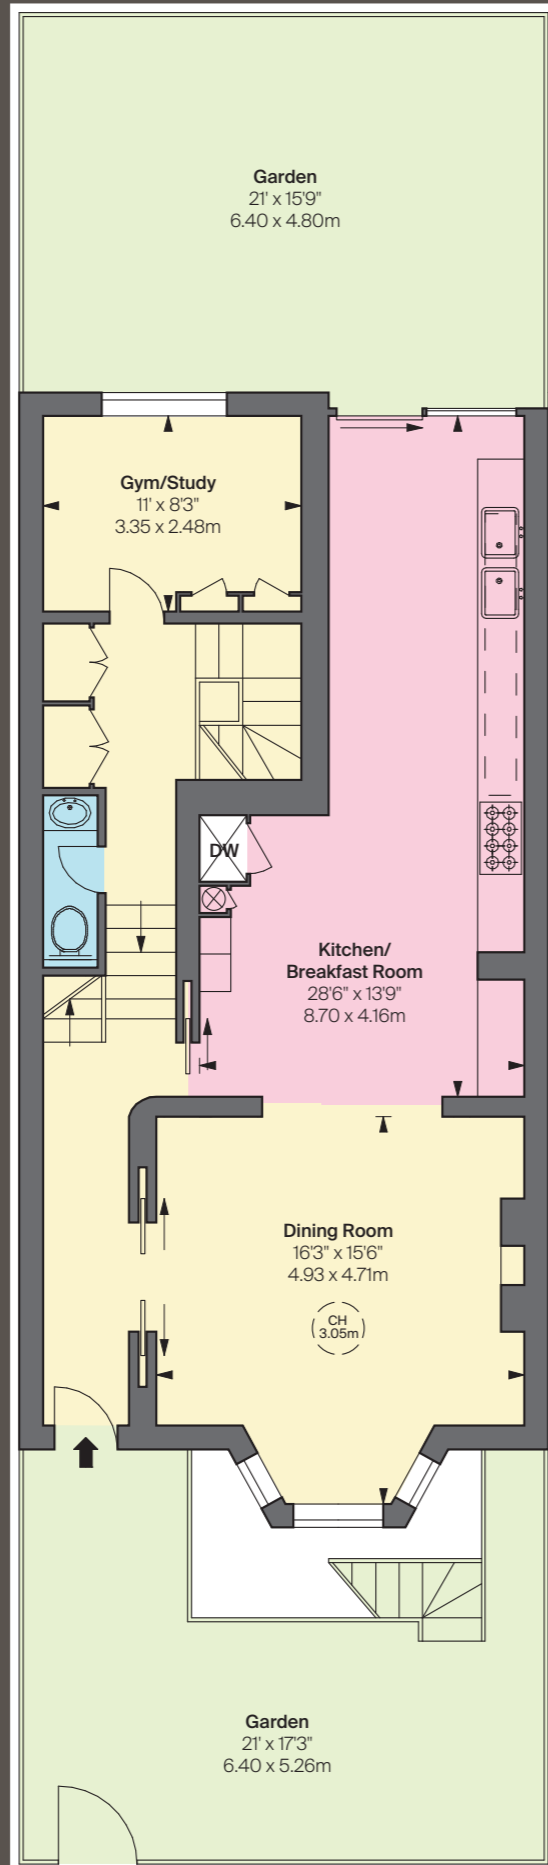 Garden
21' x 15'9"
6.40 x 4.80m
Gym/Study
11' x 8'3"
3.35 x 2.48m
DW
Kitchen/
Breakfast Room
28'6" x 13'9"
8.70 x 4.16m
Dining Room
16'3" x 15'6"
4.93 x 4.71m
CH
3.05m
Garden
21' x 17'3"
6.40 x 5.26m